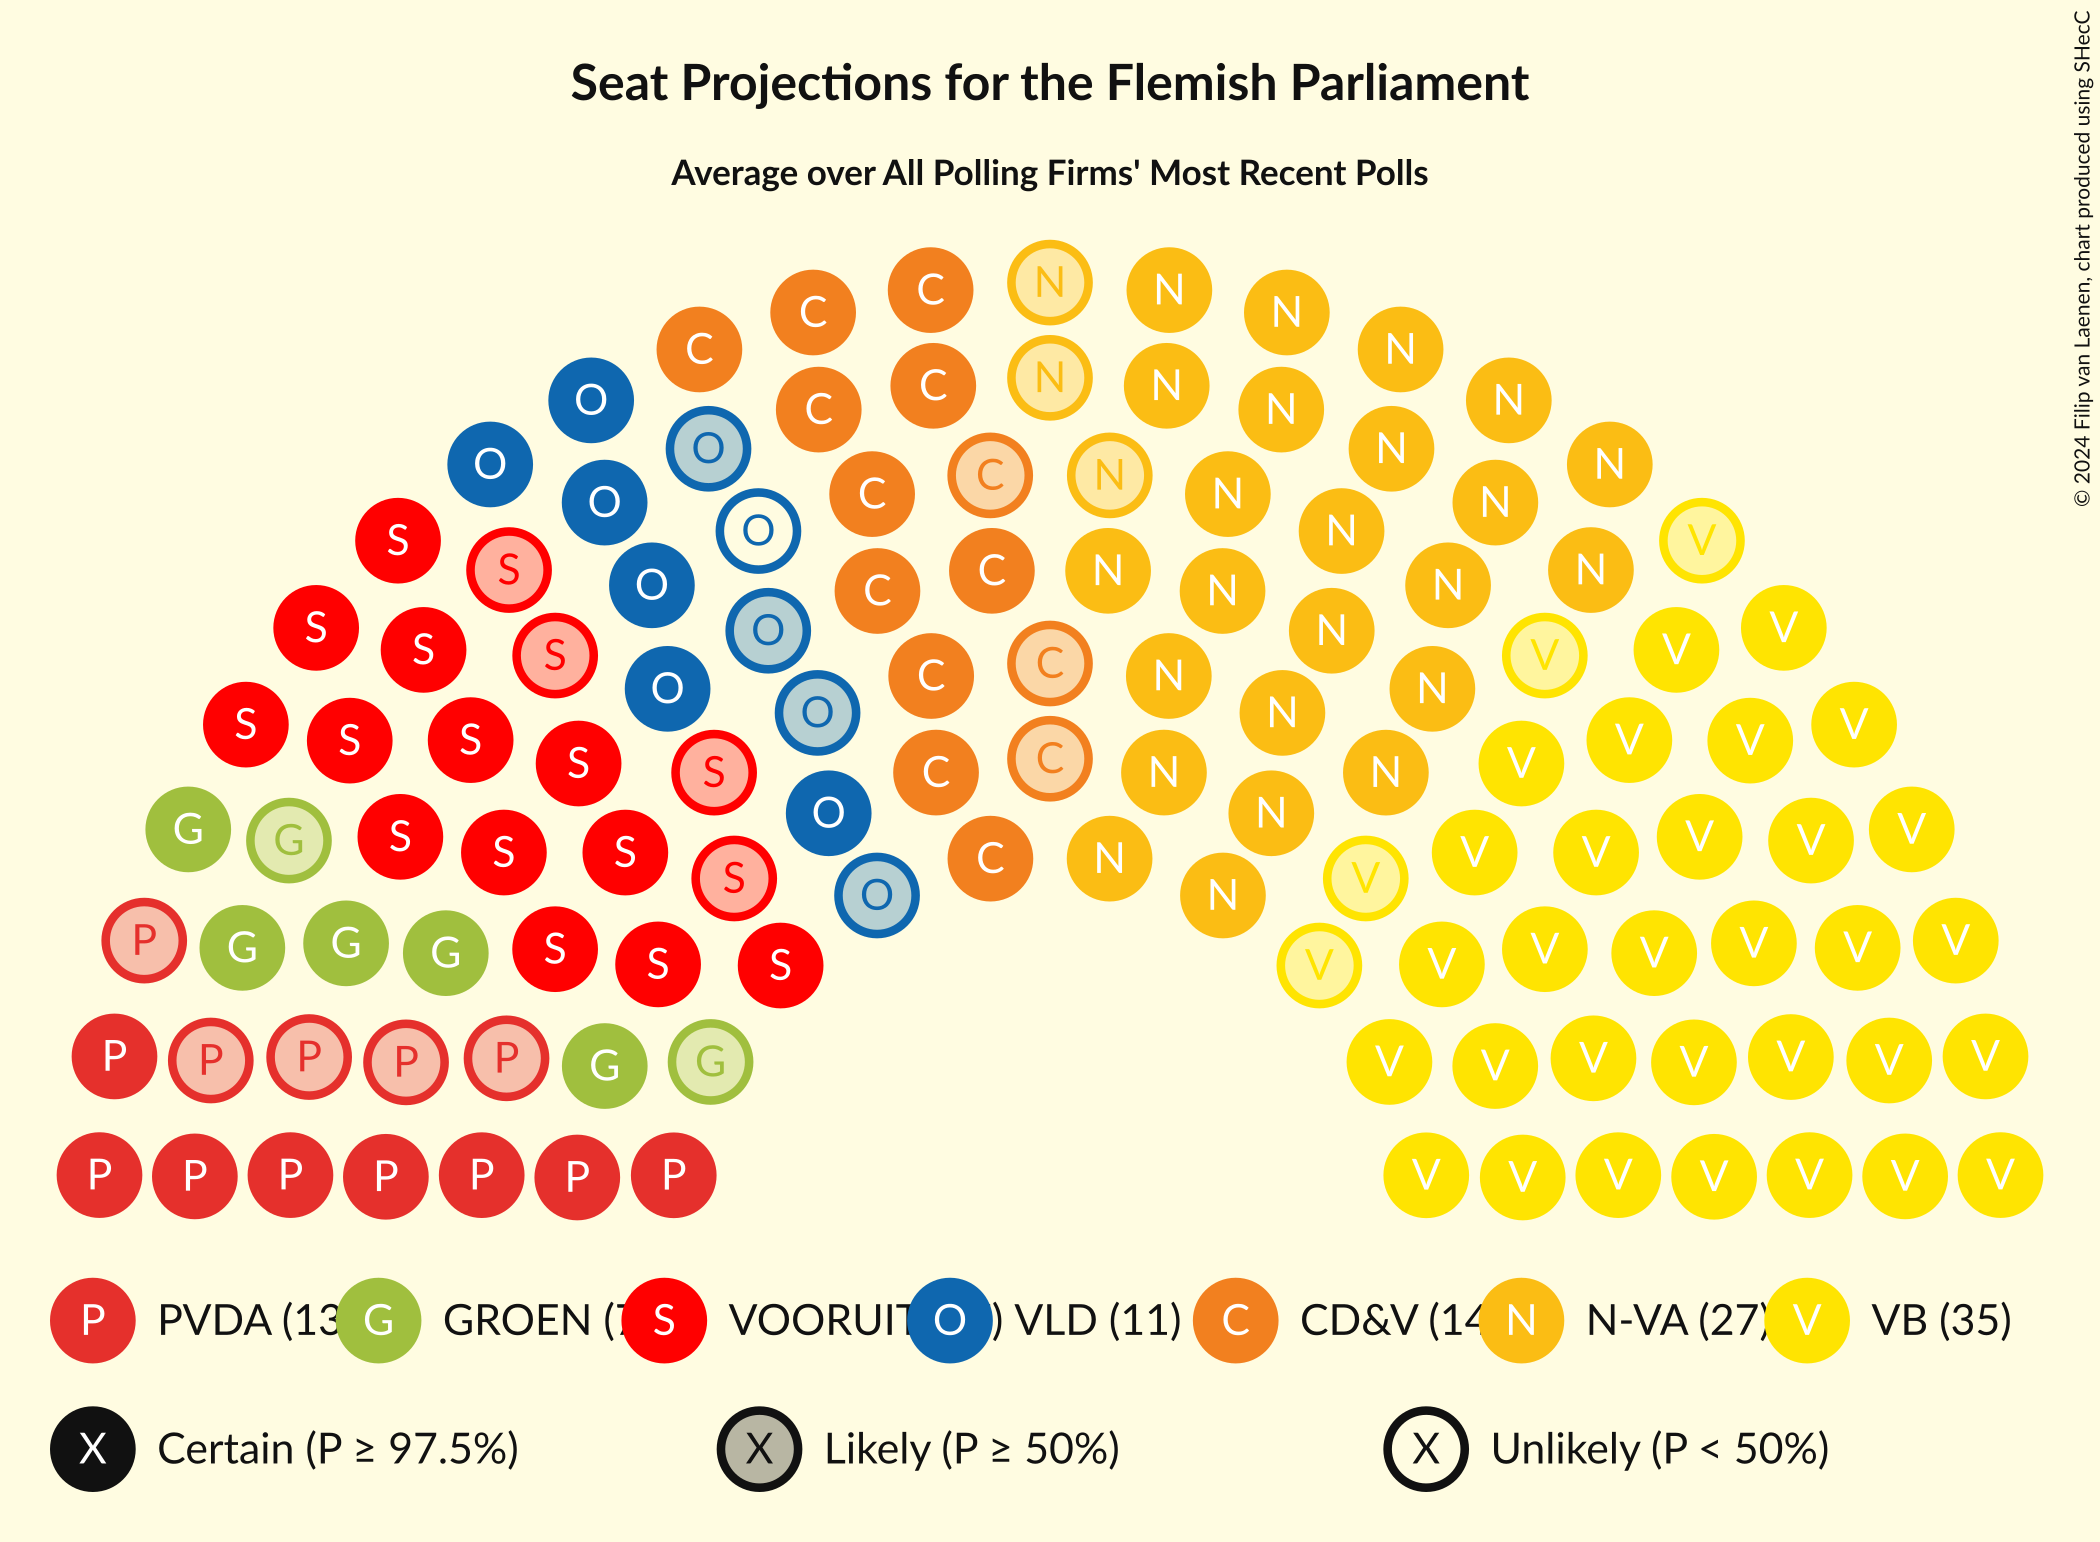 Seat Projections for the Flemish Parliament
Average over All Polling Firms' Most Recent Polls
© 2024 Filip van Laenen, chart produced using SHecC
C C C N N N N N
O O C O C C N N N N N
S O O O C C N N N N N V
S S S O O C C N N N N V V V
S S S S O S O C C C C N N N N N V V V V V
G G S S S S O O C N N N V V V V V V
P G G G S S S V V V V V V V
P P P P P G G V V V V V V V
P P P P P P P V V V V V V V
P PVDA (13 G GROEN (7 S VOORUIT O ) VLD (11) C CD&V (14 N N-VA (27) V VB (35)
X Certain (P ≥ 97.5%) X Likely (P ≥ 50%) X Unlikely (P < 50%)